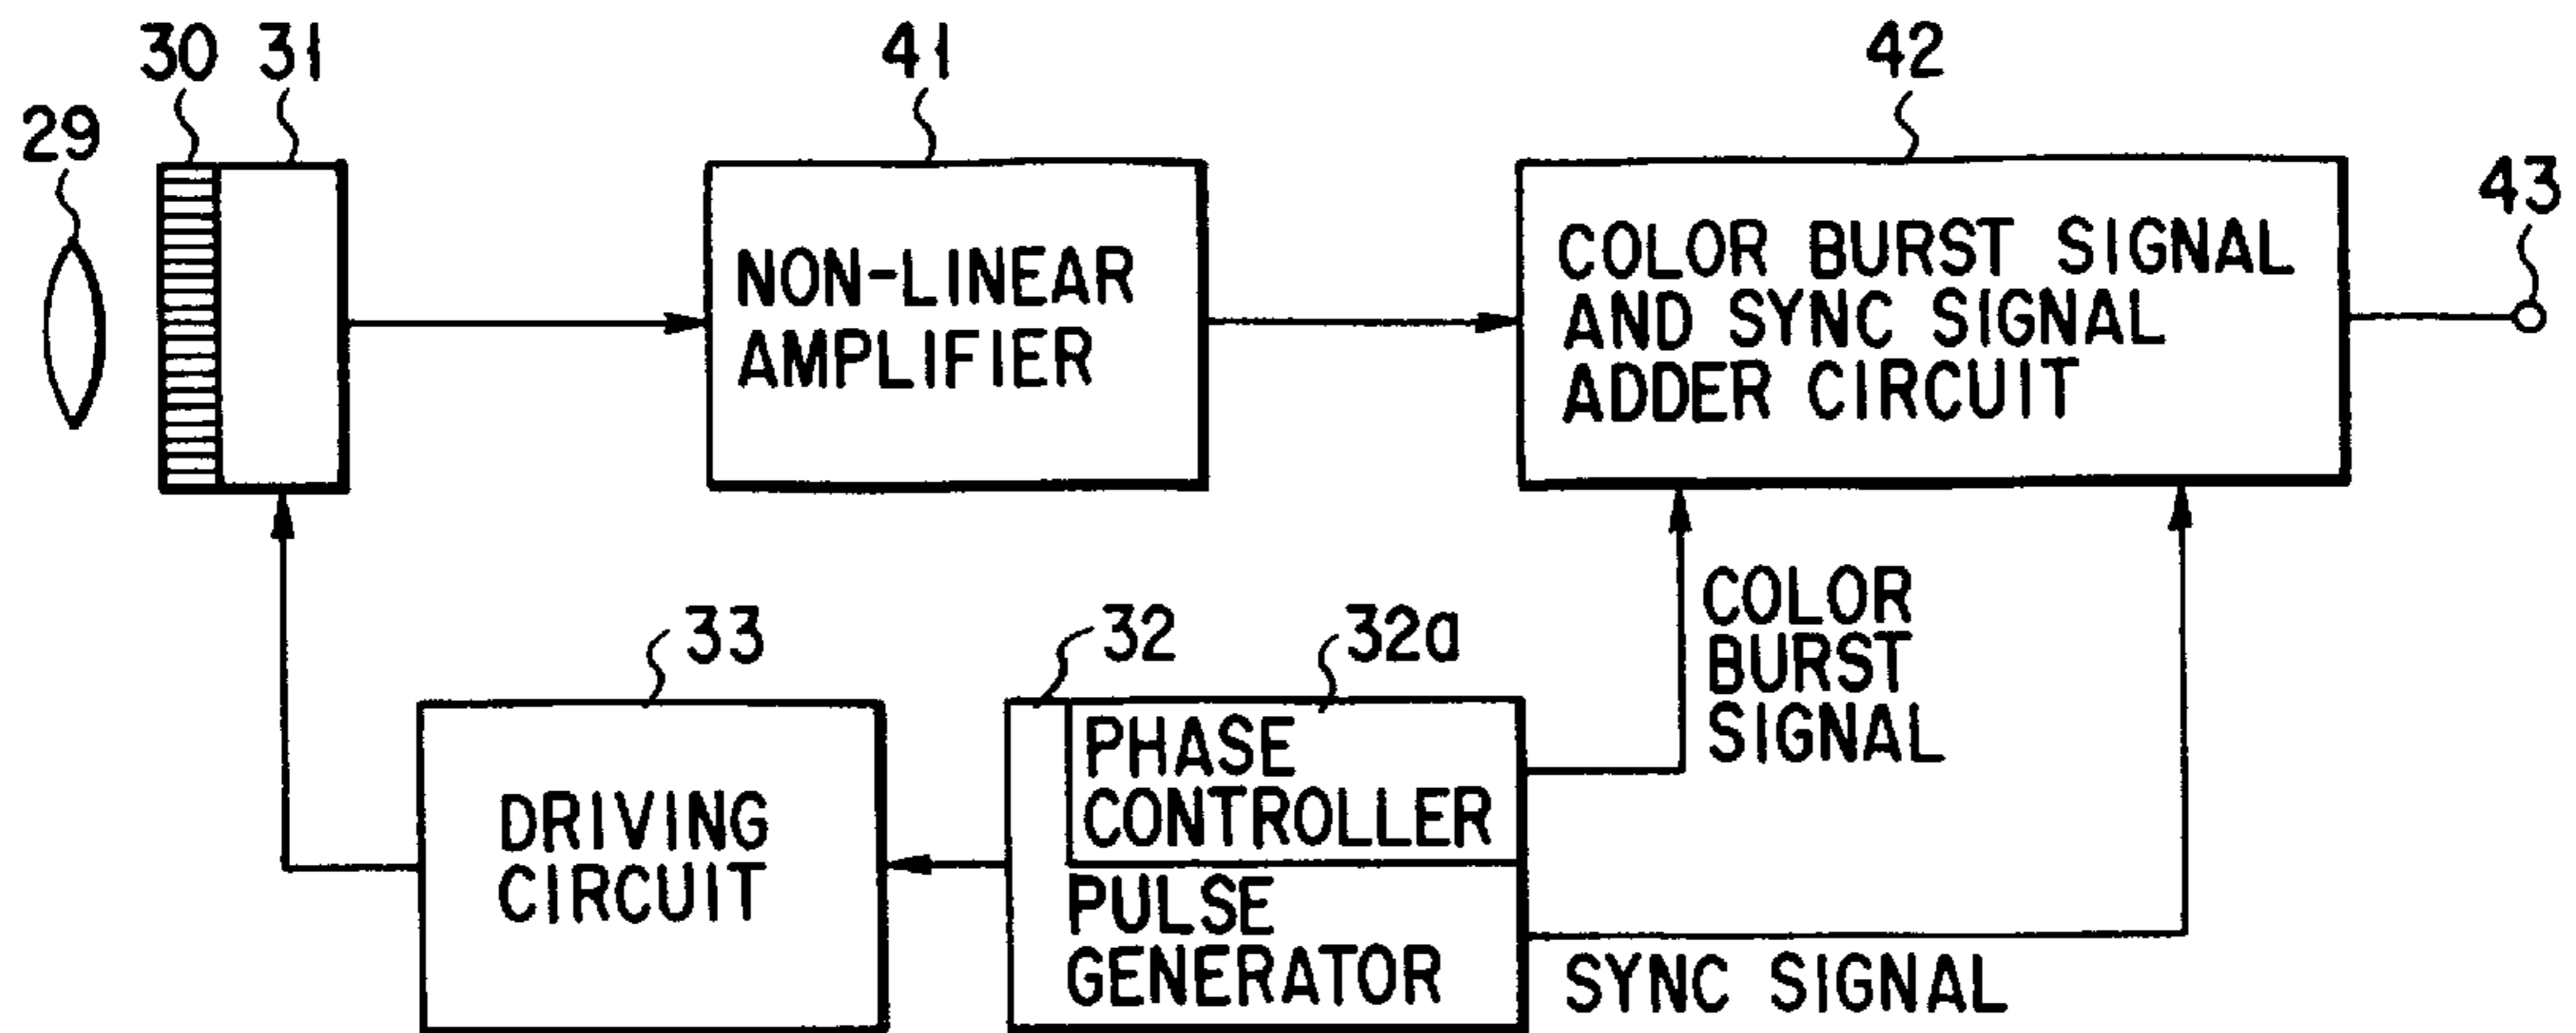 30 31
41
42
29
43
NON-LINEAR
AMPLIFIER
COLOR BURST SIGNAL
AND SYNC SIGNAL
ADDER CIRCUIT
33
32
32a
COLOR
BURST
SIGNAL
DRIVING
CIRCUIT
PHASE
CONTROLLER
PULSE
GENERATOR
SYNC SIGNAL